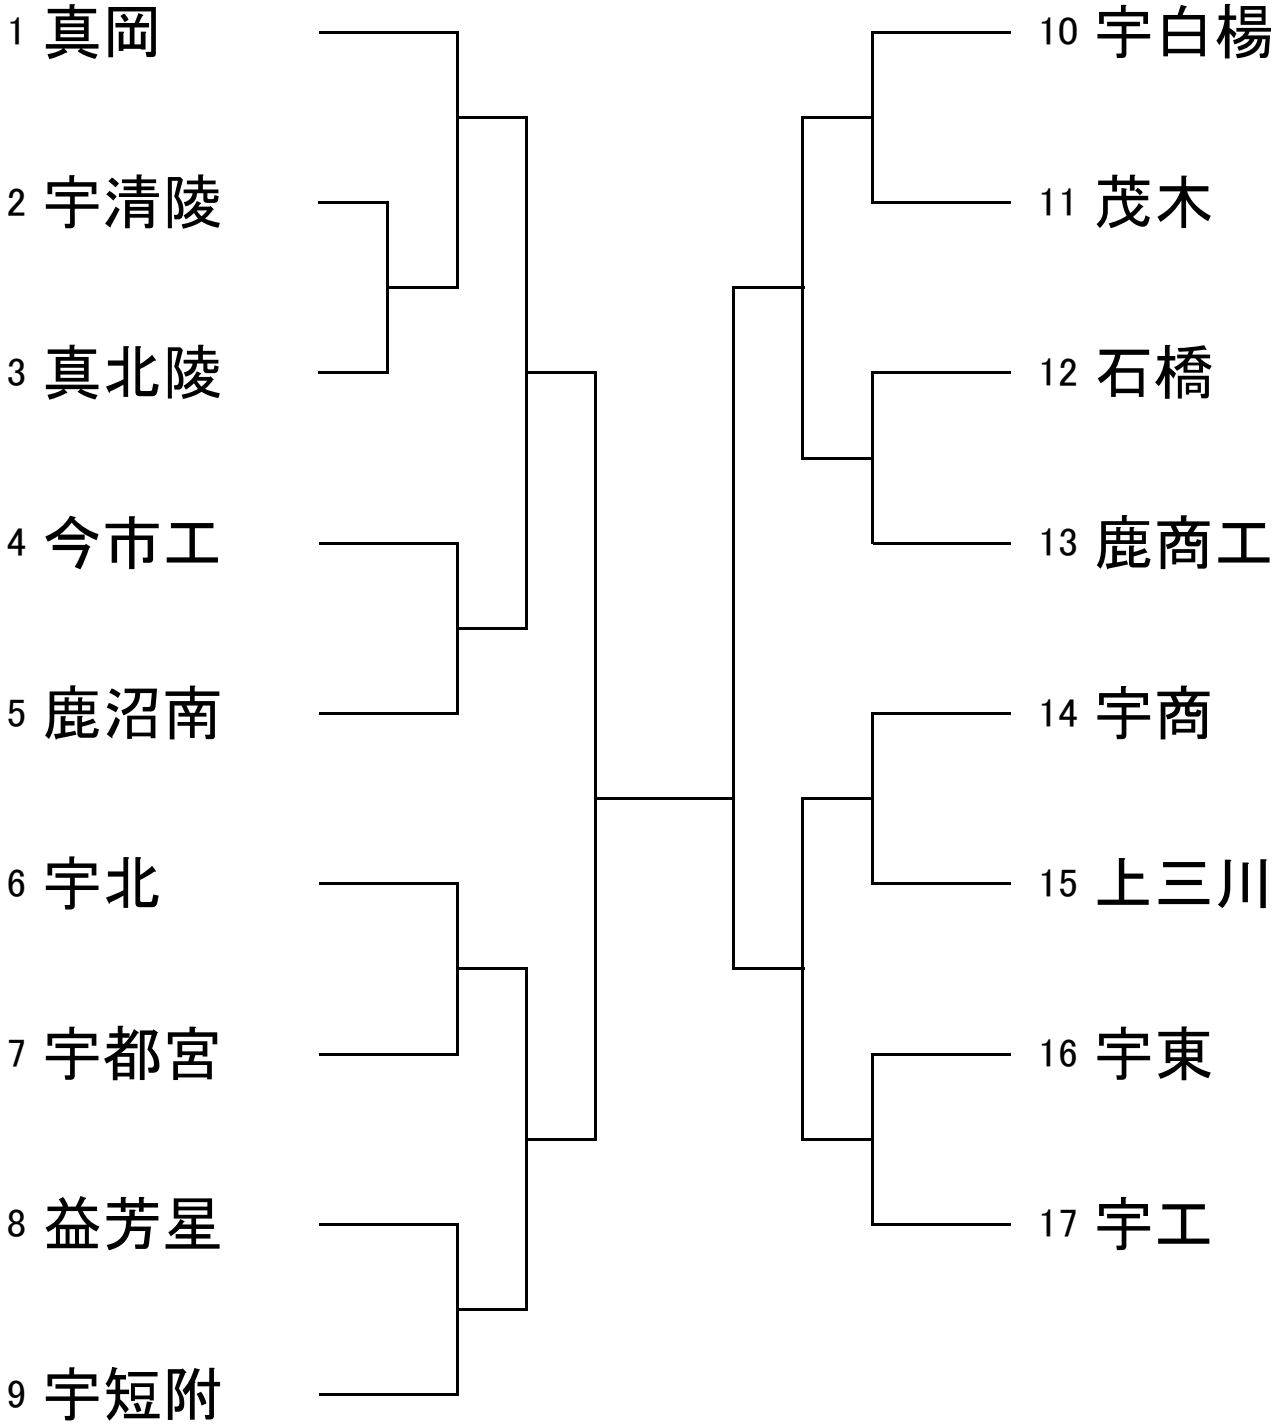 1 真岡
2 宇清陵
3 真北陵
4 今市工
5 鹿沼南
6 宇北
7 宇都宮
8 益芳星
9 宇短附
10 宇白楊
11 茂木
12 石橋
13 鹿商工
14 宇商
15 上三川
16 宇東
17 宇工